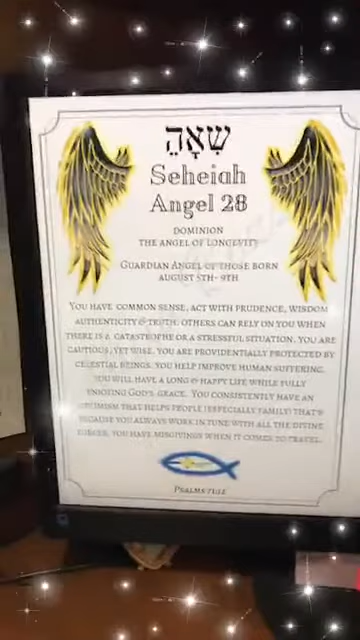 שְׂאָה
Seheiah
Angel 28
DOMINION
THE ANGEL OF LONGEVITY
GUARDIAN ANGEL OF THOSE BORN
AUGUST 5TH- 9TH
YOU HAVE COMMON SENSE, ACT WITH PRUDENCE, WISDOM
AUTHENTICITY & TRUTH. OTHERS CAN RELY ON YOU WHEN
THERE IS A CATASTROPHE OR A STRESSFUL SITUATION. YOU ARE
CAUTIOUS, YET WISE. YOU ARE PROVIDENTIALLY PROTECTED BY
CELESTIAL BEINGS. YOU HELP IMPROVE HUMAN SUFFERING.
YOU WILL HAVE A LONG & HAPPY LIFE WHILE FULLY
ENJOYING GOD'S GRACE. YOU CONSISTENTLY HAVE AN
OPTIMISM THAT HELPS PEOPLE (ESPECIALLY FAMILY) THAT'S
BECAUSE YOU ALWAYS WORK IN TUNE WITH ALL THE DIVINE
YOU HAVE MISGIVINGS WHEN IT COMES TO TRAVEL.
PSALMS